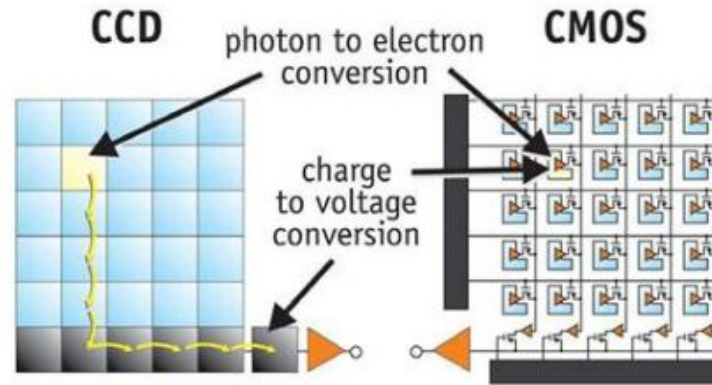 CCD
CMOS
photon to electron
conversion
charge
to voltage
conversion